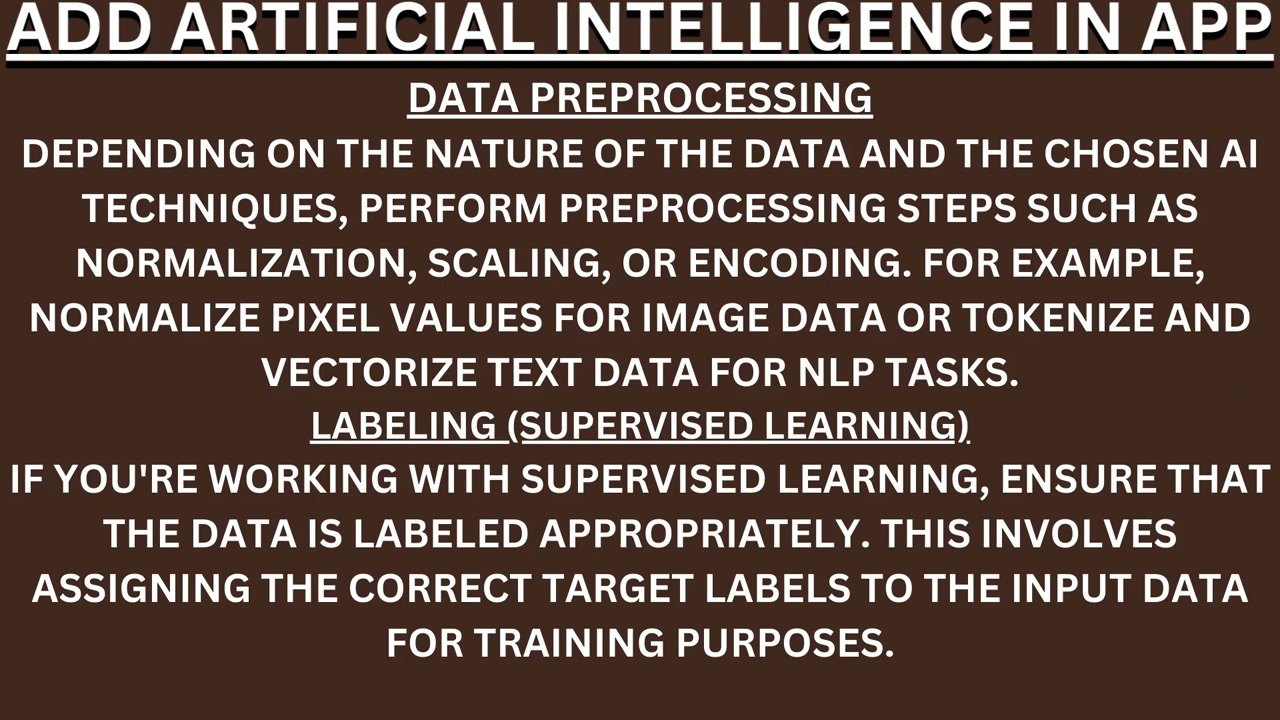 ADD ARTIFICIAL INTELLIGENCE IN APP
DATA PREPROCESSING
DEPENDING ON THE NATURE OF THE DATA AND THE CHOSEN AI
TECHNIQUES, PERFORM PREPROCESSING STEPS SUCH AS
NORMALIZATION, SCALING, OR ENCODING. FOR EXAMPLE,
NORMALIZE PIXEL VALUES FOR IMAGE DATA OR TOKENIZE AND
VECTORIZE TEXT DATA FOR NLP TASKS.
LABELING (SUPERVISED LEARNING)
IF YOU'RE WORKING WITH SUPERVISED LEARNING, ENSURE THAT
THE DATA IS LABELED APPROPRIATELY. THIS INVOLVES
ASSIGNING THE CORRECT TARGET LABELS TO THE INPUT DATA
FOR TRAINING PURPOSES.